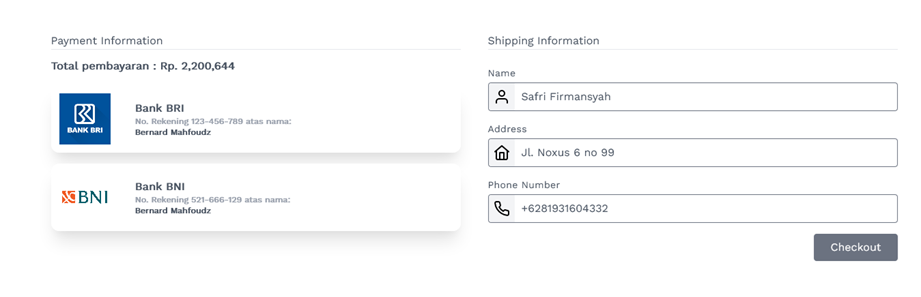 Payment Information
Total pembayaran : Rp. 2,200,644
BANK BRI
Bank BRI
No. Rekening 123-456-789 atas nama:
Bernard Mahfoudz
BNI
Bank BNI
No. Rekening 521-666-129 atas nama:
Bernard Mahfoudz
Shipping Information
Name
Safri Firmansyah
Address
Jl. Noxus 6 no 99
Phone Number
+6281931604332
Checkout